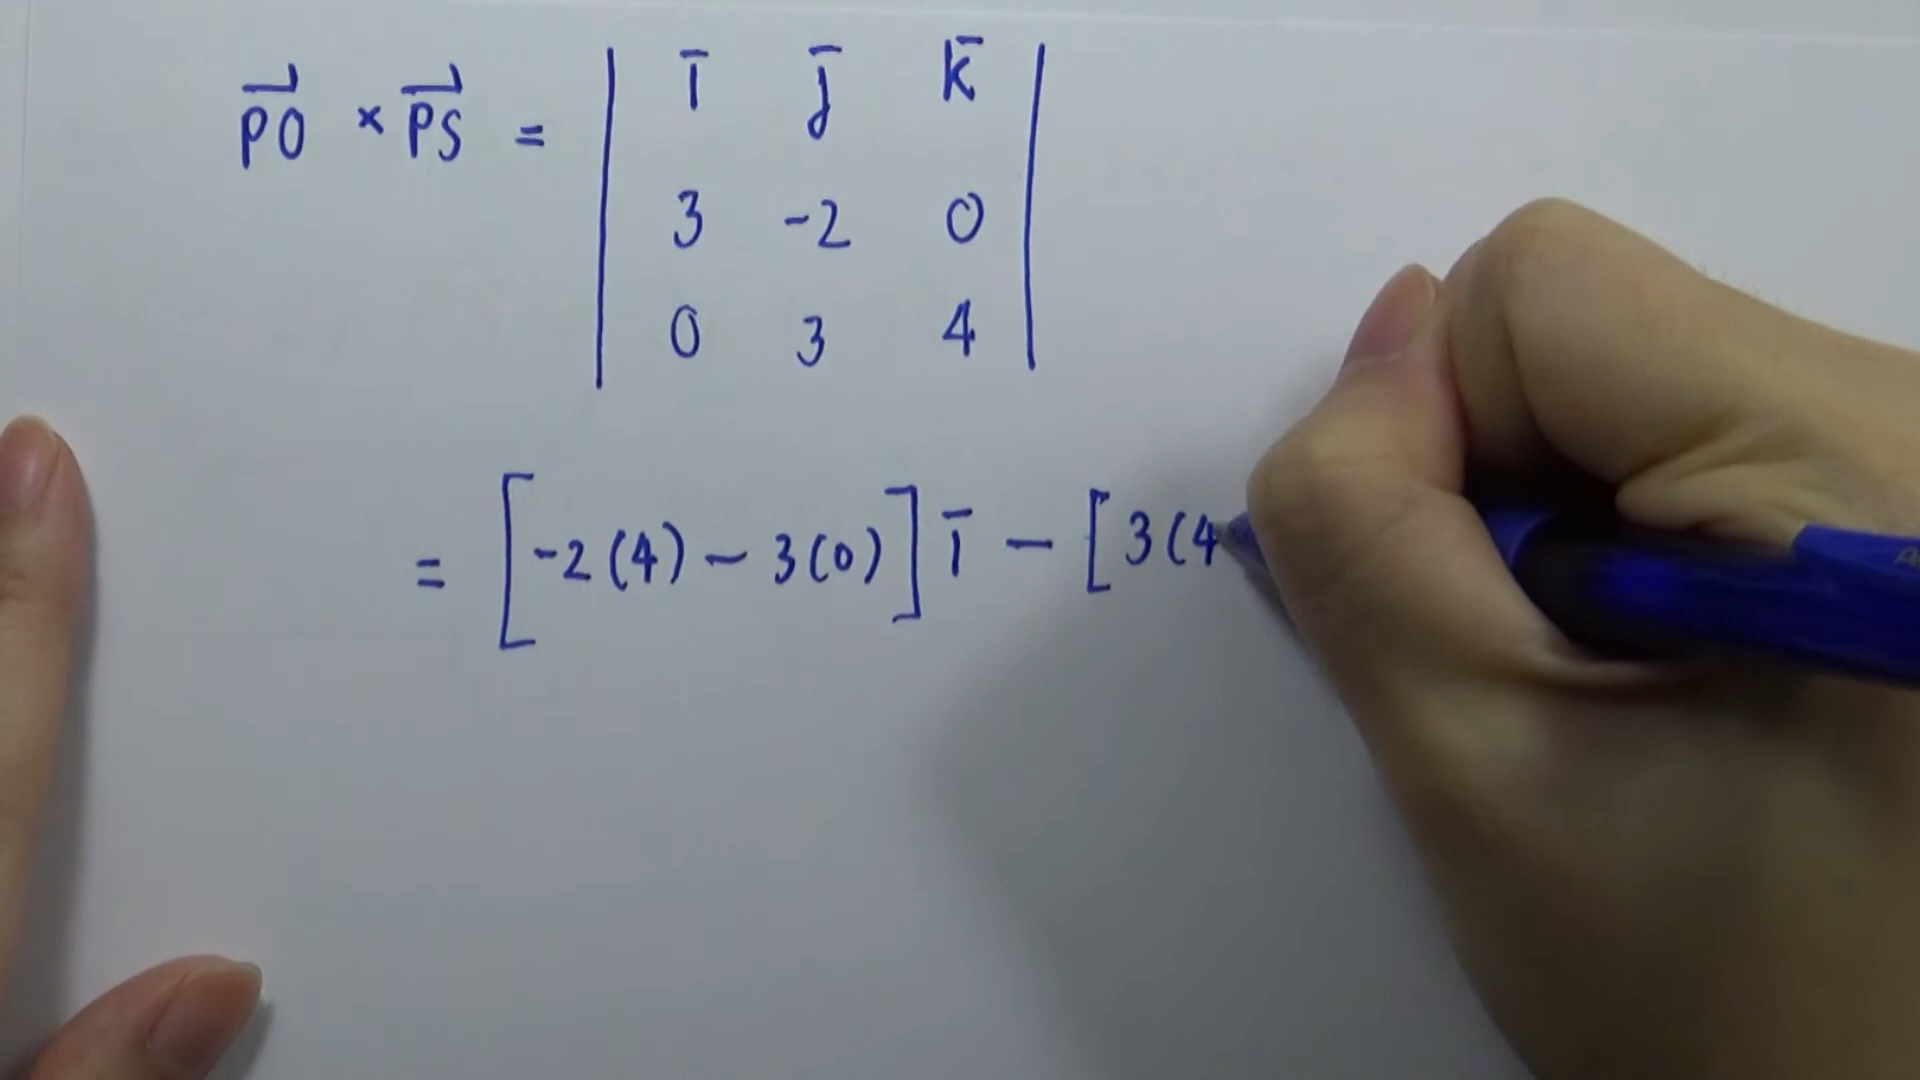 PO × PS = | i j k |
3 -2 0
0 3 4
= [-2(4) - 3(0)] i - [3(4